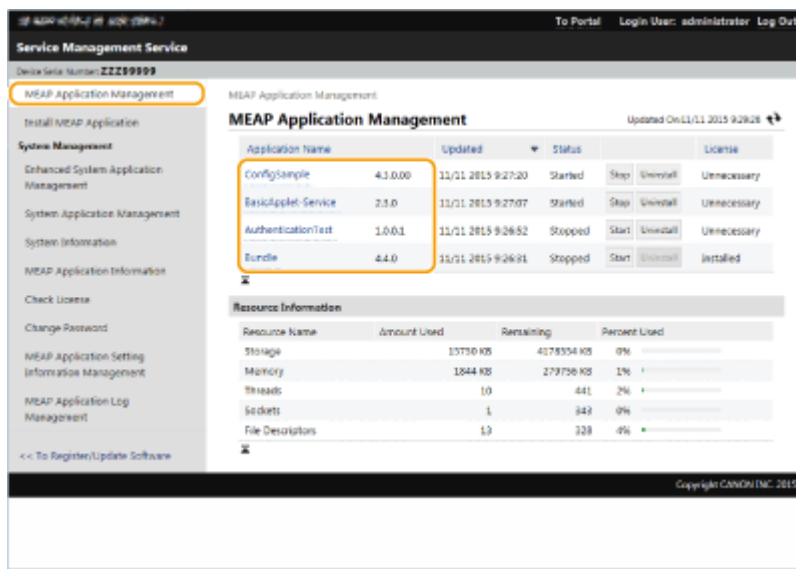 To Portal Login User: administrator Log Out
Service Management Service
Device Serial Number: ZZZ99999
MEAP Application Management
Install MEAP Application
System Management
Enhanced System Application
Management
System Application Management
System Information
MEAP Application Information
Check License
Change Password
MEAP Application Setting
Information Management
MEAP Application Log
Management
<< To Register/Update Software
MEAP Application Management
MEAP Application Management Updated On:11/11 2015 9:29:28
Application Name Updated Status License
ConfigSample 4.3.0.00 11/11 2015 9:27:20 Started Stop Uninstall Unnecessary
BasicApplet-Service 2.3.0 11/11 2015 9:27:07 Started Stop Uninstall Unnecessary
AuthenticationTest 1.0.0.1 11/11 2015 9:26:52 Stopped Start Uninstall Unnecessary
Bundle 4.4.0 11/11 2015 9:26:31 Stopped Start Uninstall Installed
Resource Information
Resource Name Amount Used Remaining Percent Used
Storage 15750 KB 4178554 KB 0%
Memory 1844 KB 279756 KB 1%
Threads 10 441 2%
Sockets 1 343 0%
File Descriptors 13 328 4%
Copyright CANON INC. 2015